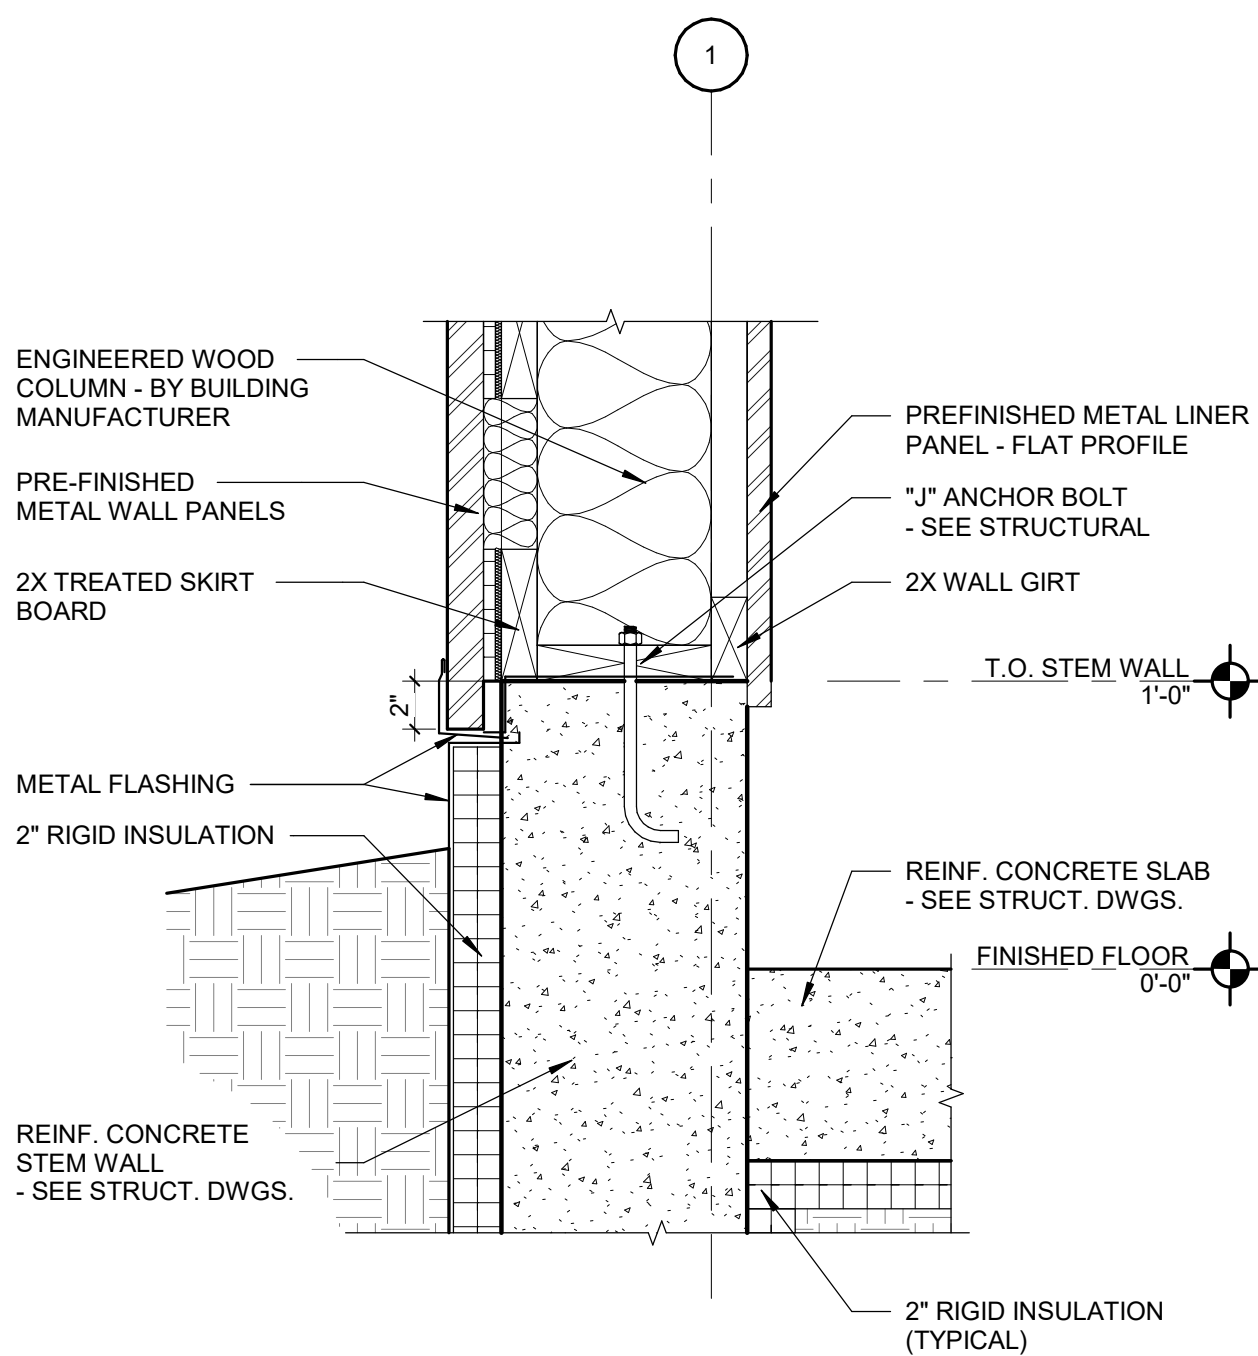 1
ENGINEERED WOOD
COLUMN - BY BUILDING
MANUFACTURER
PRE-FINISHED
METAL WALL PANELS
2X TREATED SKIRT
BOARD
2"
METAL FLASHING
2" RIGID INSULATION
REINF. CONCRETE
STEM WALL
- SEE STRUCT. DWGS.
PREFINISHED METAL LINER
PANEL - FLAT PROFILE
"J" ANCHOR BOLT
- SEE STRUCTURAL
2X WALL GIRT
T.O. STEM WALL
1'-0"
REINF. CONCRETE SLAB
- SEE STRUCT. DWGS.
FINISHED FLOOR
0'-0"
2" RIGID INSULATION
(TYPICAL)